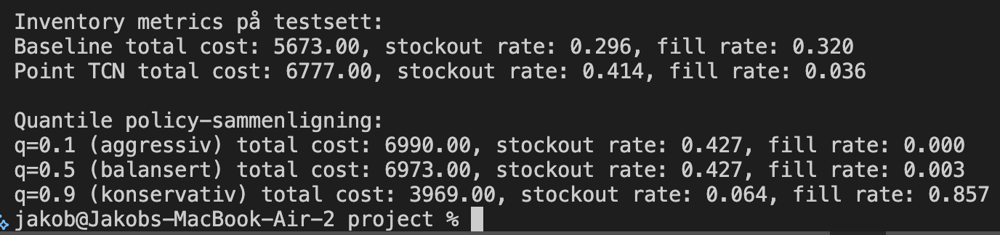 Inventory metrics på testsett:
Baseline total cost: 5673.00, stockout rate: 0.296, fill rate: 0.320
Point TCN total cost: 6777.00, stockout rate: 0.414, fill rate: 0.036
Quantile policy-sammenligning:
q=0.1 (aggressiv) total cost: 6990.00, stockout rate: 0.427, fill rate: 0.000
q=0.5 (balansert) total cost: 6973.00, stockout rate: 0.427, fill rate: 0.003
q=0.9 (konservativ) total cost: 3969.00, stockout rate: 0.064, fill rate: 0.857
jakob@Jakobs-MacBook-Air-2 project %